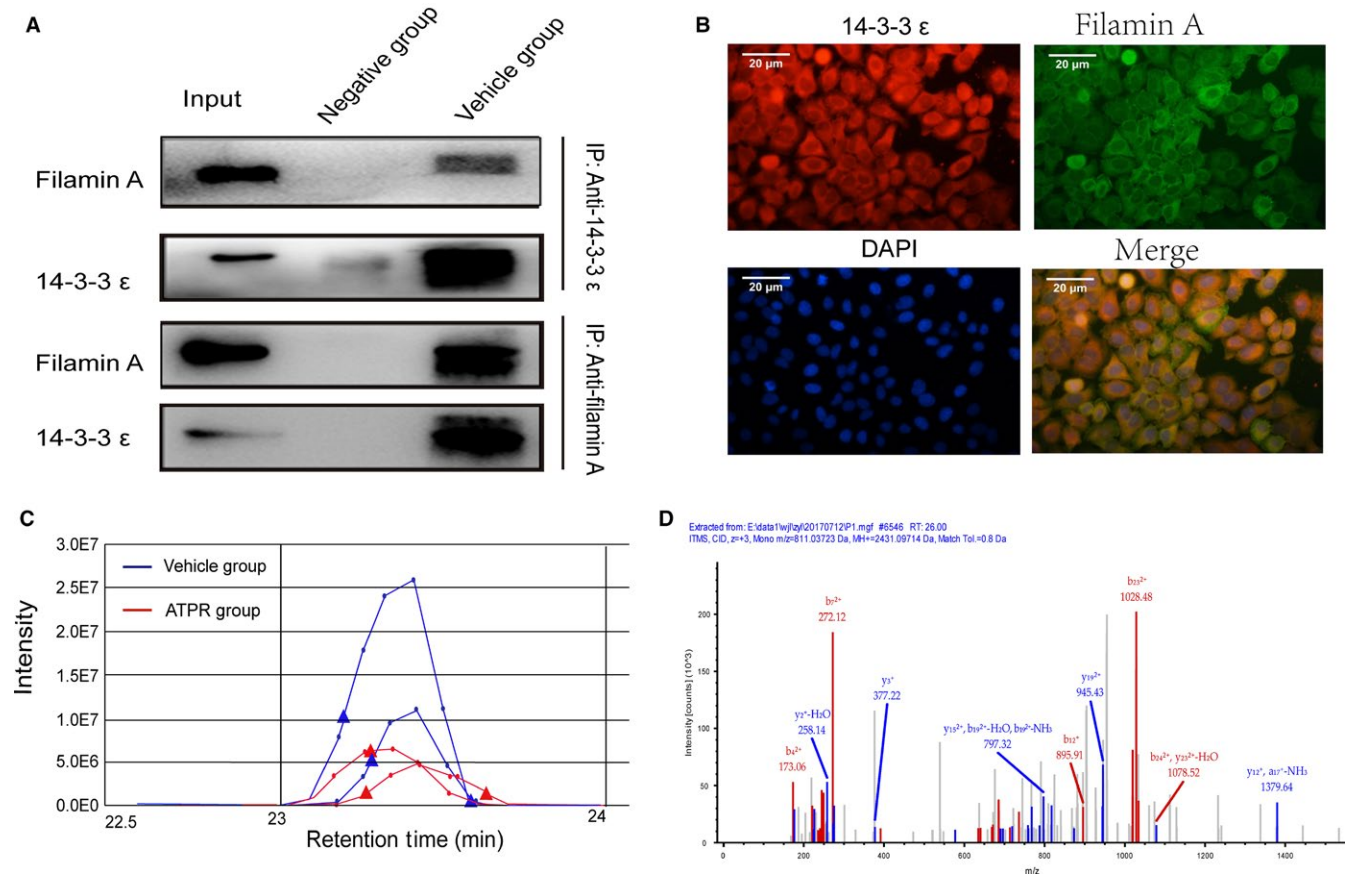 A
Input
Negative group
Vehicle group
Filamin A
14-3-3 ε
Filamin A
14-3-3 ε
IP: Anti-14-3-3 ε
IP: Anti-filamin A
B
14-3-3 ε
Filamin A
20 μm
20 μm
DAPI
Merge
20 μm
20 μm
C
3.0E7
2.5E7
2.0E7
1.5E7
1.0E7
5.0E6
0.0E0
Intensity
Vehicle group
ATPR group
22.5
23
24
Retention time (min)
D
Extracted from: E:\data1\wjl\zyl\20170712\P1.mgf #6546 RT: 26.00
ITMS, CID, z=+3, Mono m/z=811.03723 Da, MH+=2431.09714 Da, Match Tol.=0.8 Da
Intensity [counts] (10^3)
200
150
100
50
0
b₄²⁺
173.06
y₂⁺-H₂O
258.14
b₇²⁺
272.12
y₃⁺
377.22
y₁₅²⁺, b₁₉²⁺-H₂O, b₁₉²⁺-NH₃
797.32
b₁₂⁺
895.91
y₁₉²⁺
945.43
b₂₃²⁺
1028.48
b₂₄²⁺, y₂₃²⁺-H₂O
1078.52
y₁₂⁺, a₁₇⁺-NH₃
1379.64
0
200
400
600
800
1000
1200
1400
m/z